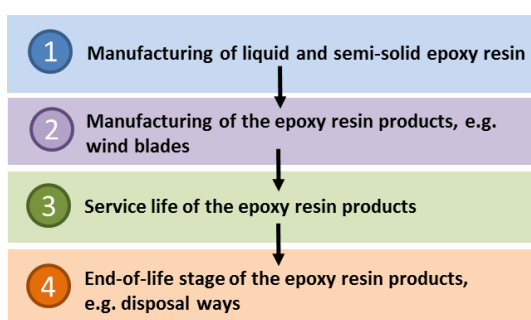 1 Manufacturing of liquid and semi-solid epoxy resin
2 Manufacturing of the epoxy resin products, e.g.
wind blades
3 Service life of the epoxy resin products
4 End-of-life stage of the epoxy resin products,
e.g. disposal ways